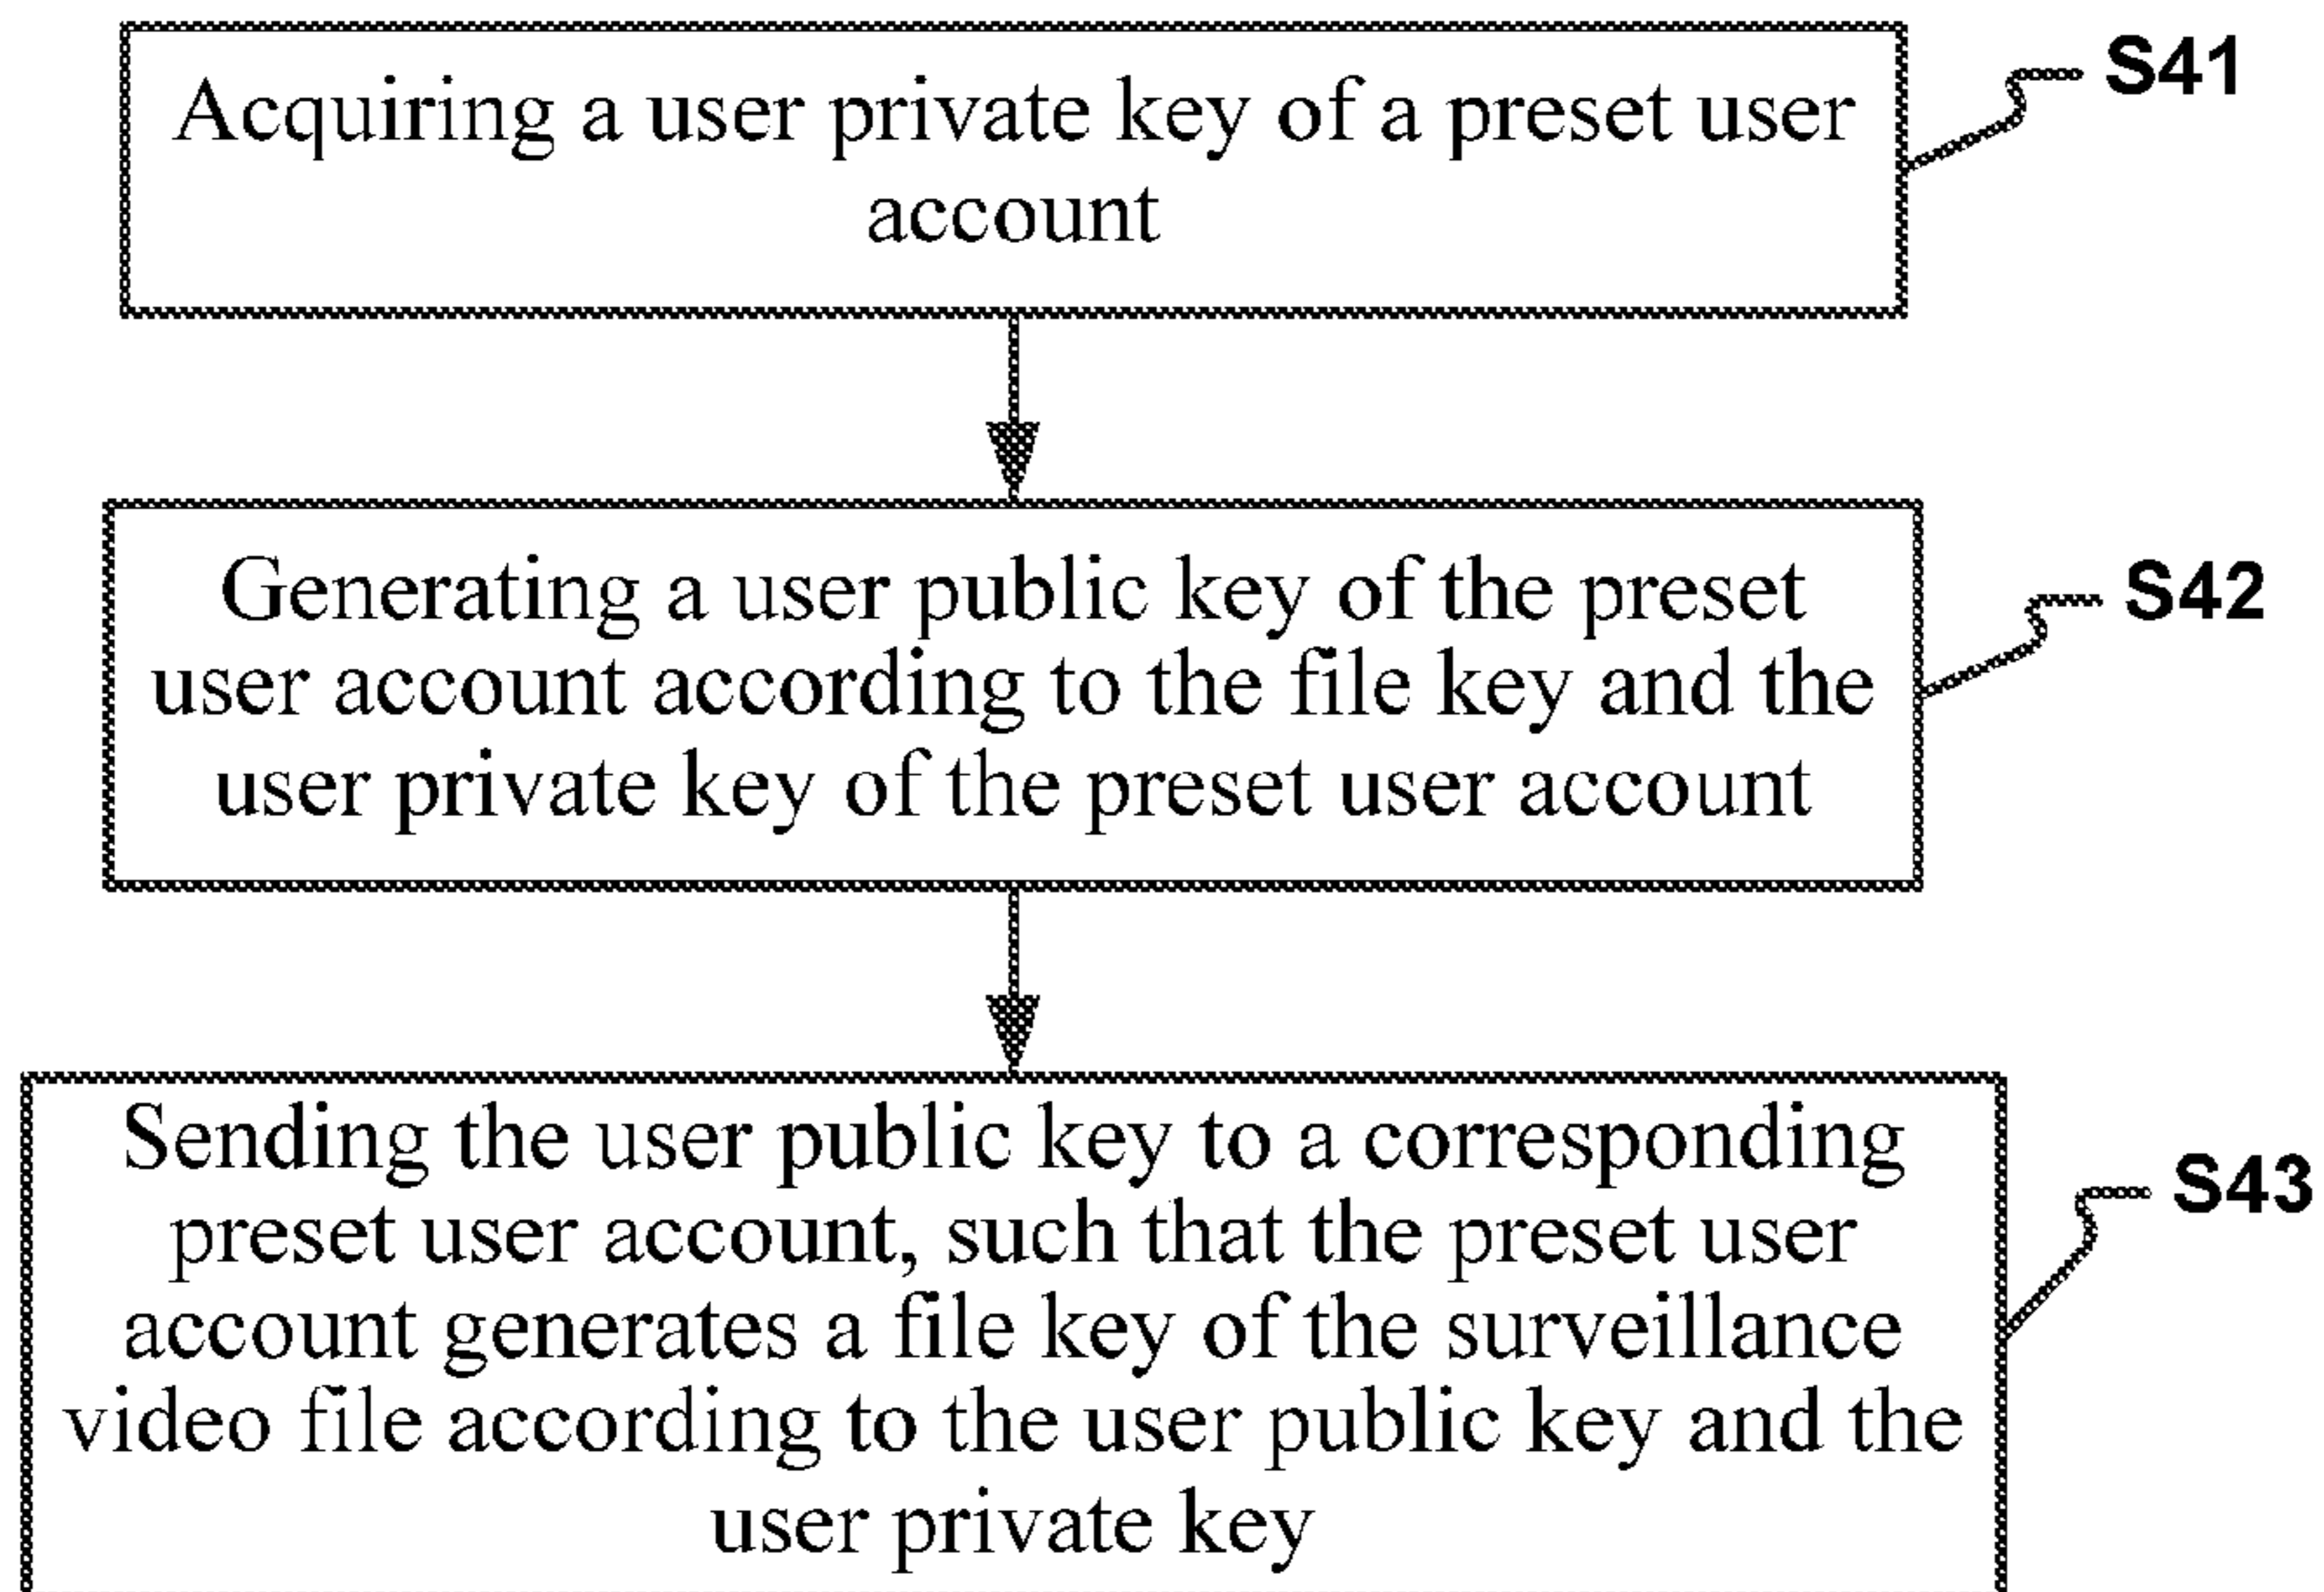 Acquiring a user private key of a preset user
account
S41
Generating a user public key of the preset
user account according to the file key and the
user private key of the preset user account
S42
Sending the user public key to a corresponding
preset user account, such that the preset user
account generates a file key of the surveillance
video file according to the user public key and the
user private key
S43